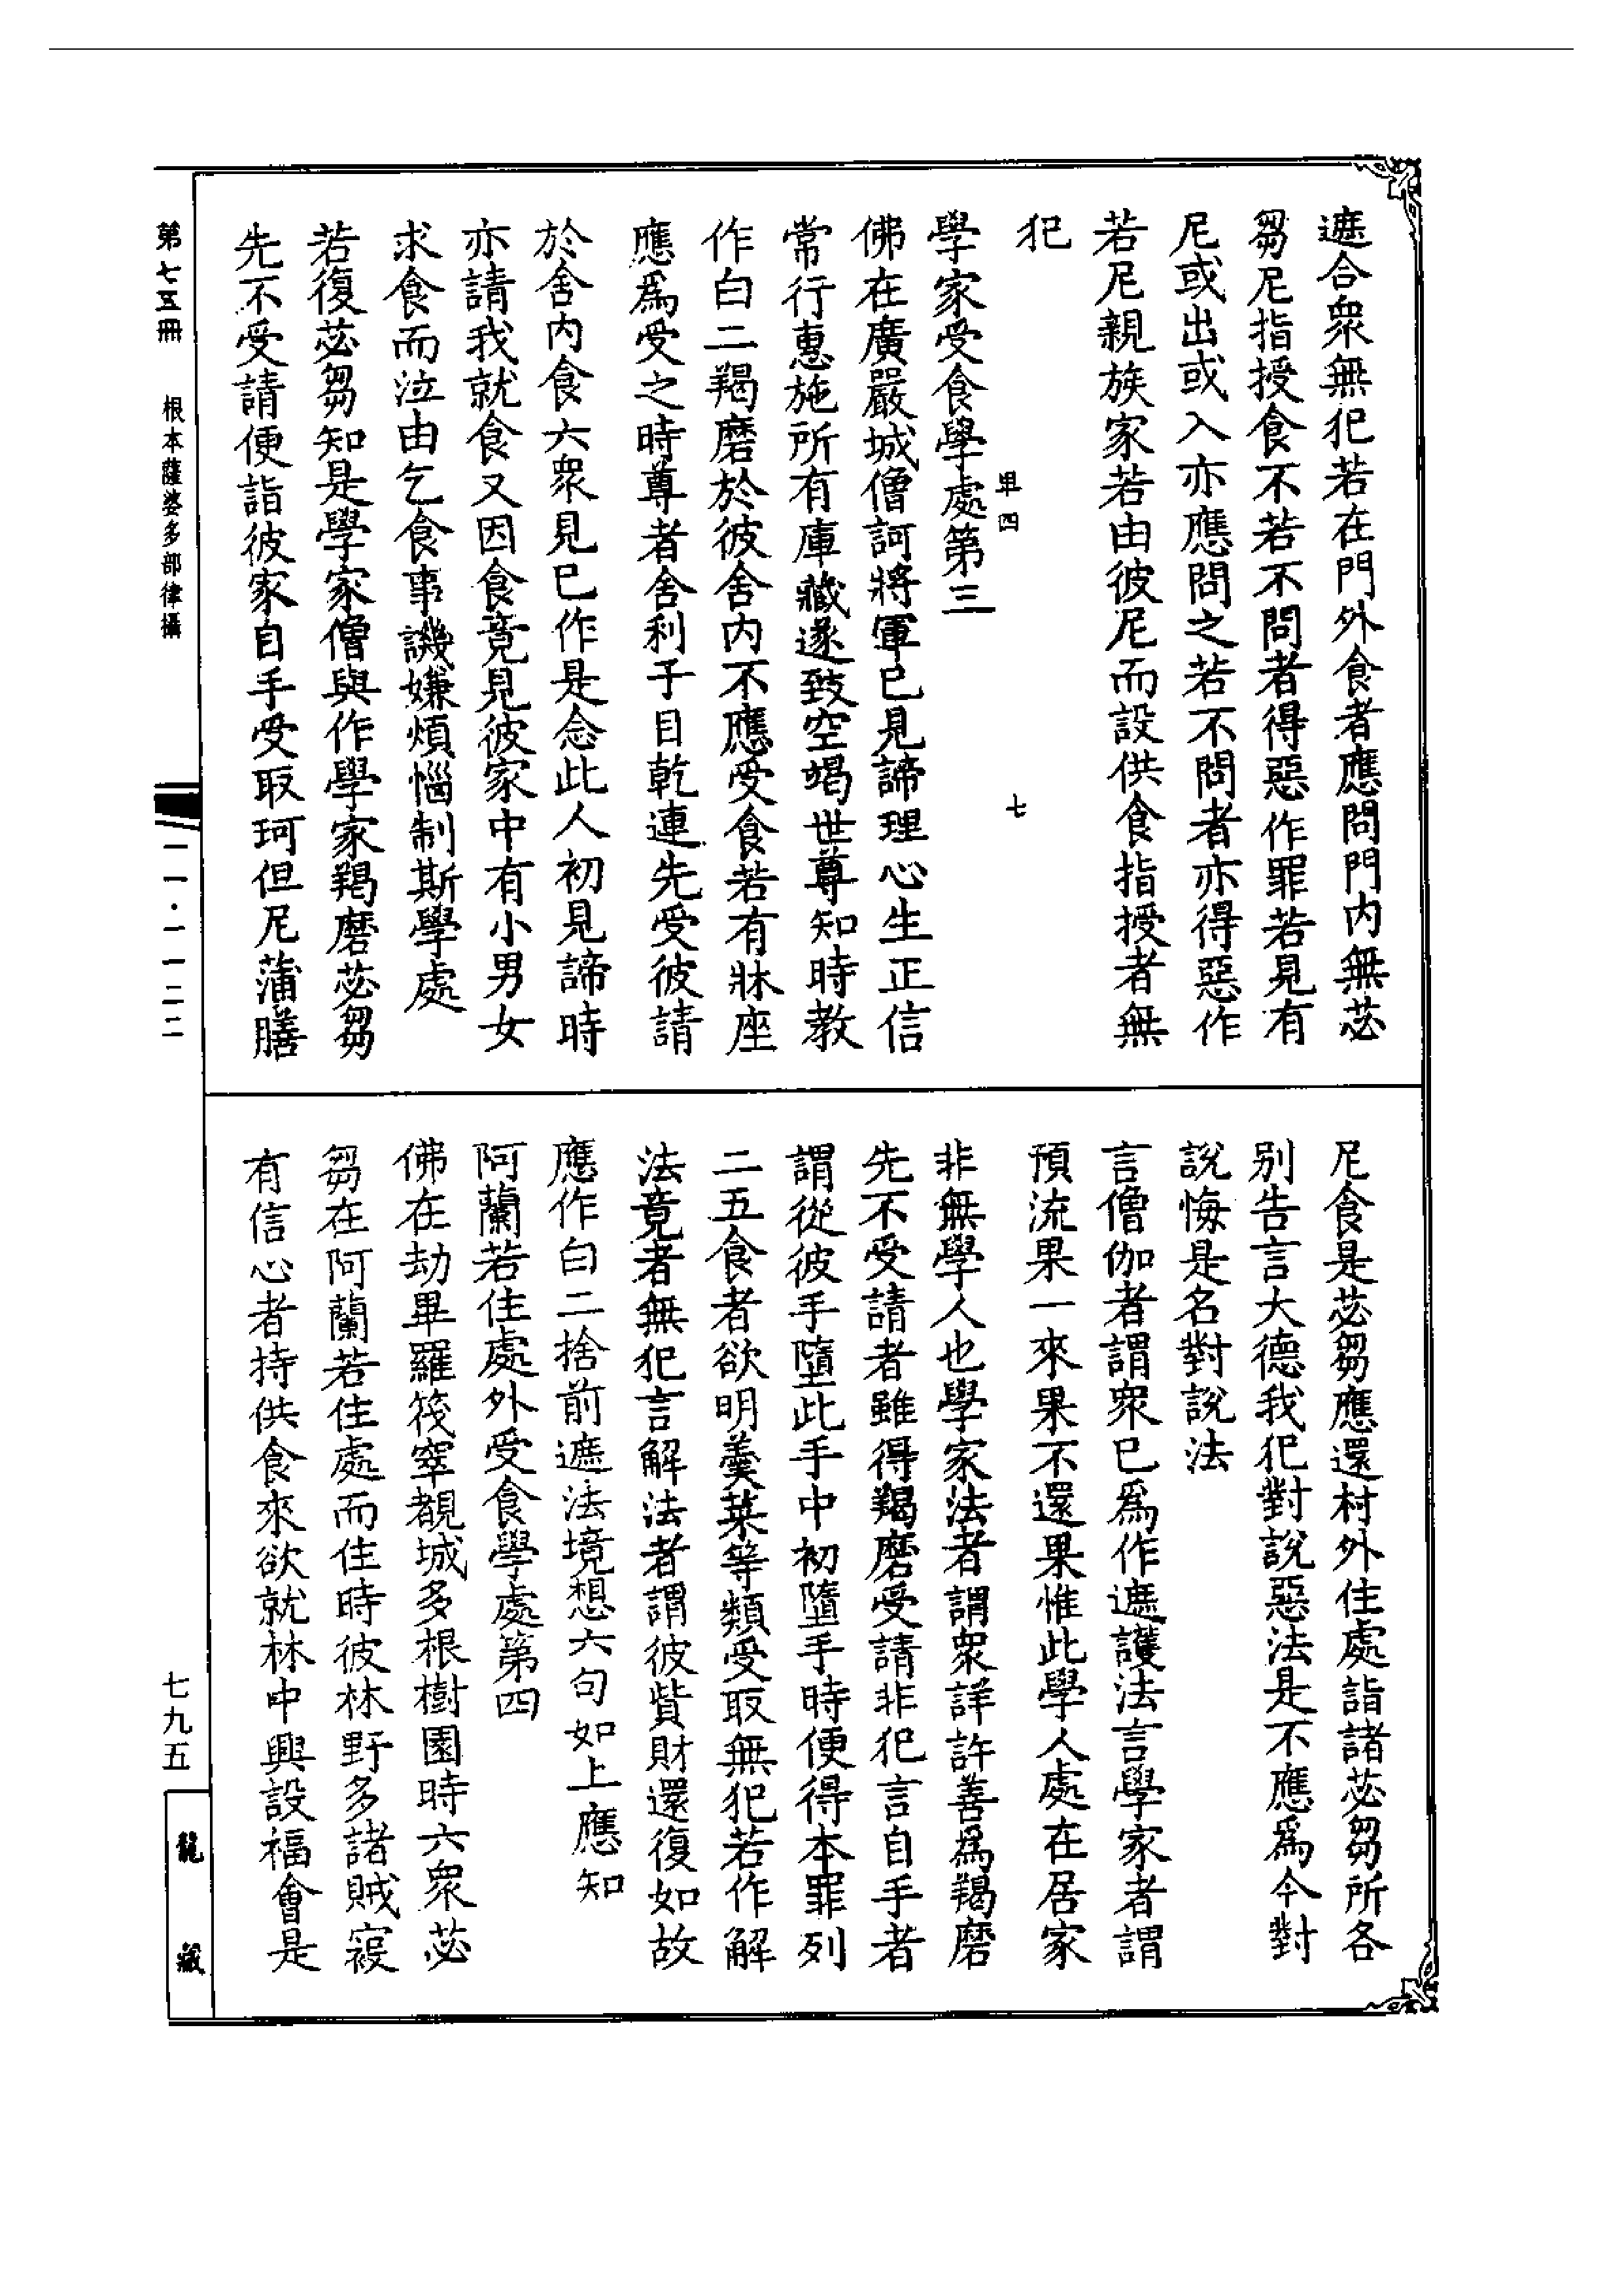 遮合衆無犯若在門外食者應問門內無苾
芻尼指授食不若不問者得惡作罪若見有
尼或出或入亦應問之若不問者亦得惡作
若尼親族家若由彼尼而設供食指授者無
犯
卑四
七
學家受食學處第三
佛在廣嚴城僧訶將軍已見諦理心生正信
常行惠施所有庫藏遂致空竭世尊知時教
作白二羯磨於彼舍內不應受食若有牀座
應爲受之時尊者舍利子目乾連先受彼請
於舍內食六衆見已作是念此人初見諦時
亦請我就食又因食竟見彼家中有小男女
求食而泣由乞食事譏嫌煩惱制斯學處
若復苾芻知是學家僧與作學家羯磨苾芻
先不受請便詣彼家自手受取珂但尼蒲膳
尼食是苾芻應還村外住處詣諸苾芻所各
別告言大德我犯對說惡法是不應爲今對
說悔是名對說法
言僧伽者謂衆已爲作遮護法言學家者謂
預流果一來果不還果惟此學人處在居家
非無學人也學家法者謂衆詳許善爲羯磨
先不受請者雖得羯磨受請非犯言自手者
謂從彼手墮此手中初墮手時便得本罪列
二五食者欲明羹菜等類受取無犯若作解
法竟者無犯言解法者謂彼貲財還復如故
應作白二捨前遮法境想六句如上應知
阿蘭若住處外受食學處第四
佛在劫畢羅筏窣覩城多根樹園時六衆苾
芻在阿蘭若住處而住時彼林野多諸賊寇
有信心者持供食來欲就林中興設福會是
第七五冊
根本薩婆多部律攝
一一·一一二二
七九五
龍藏